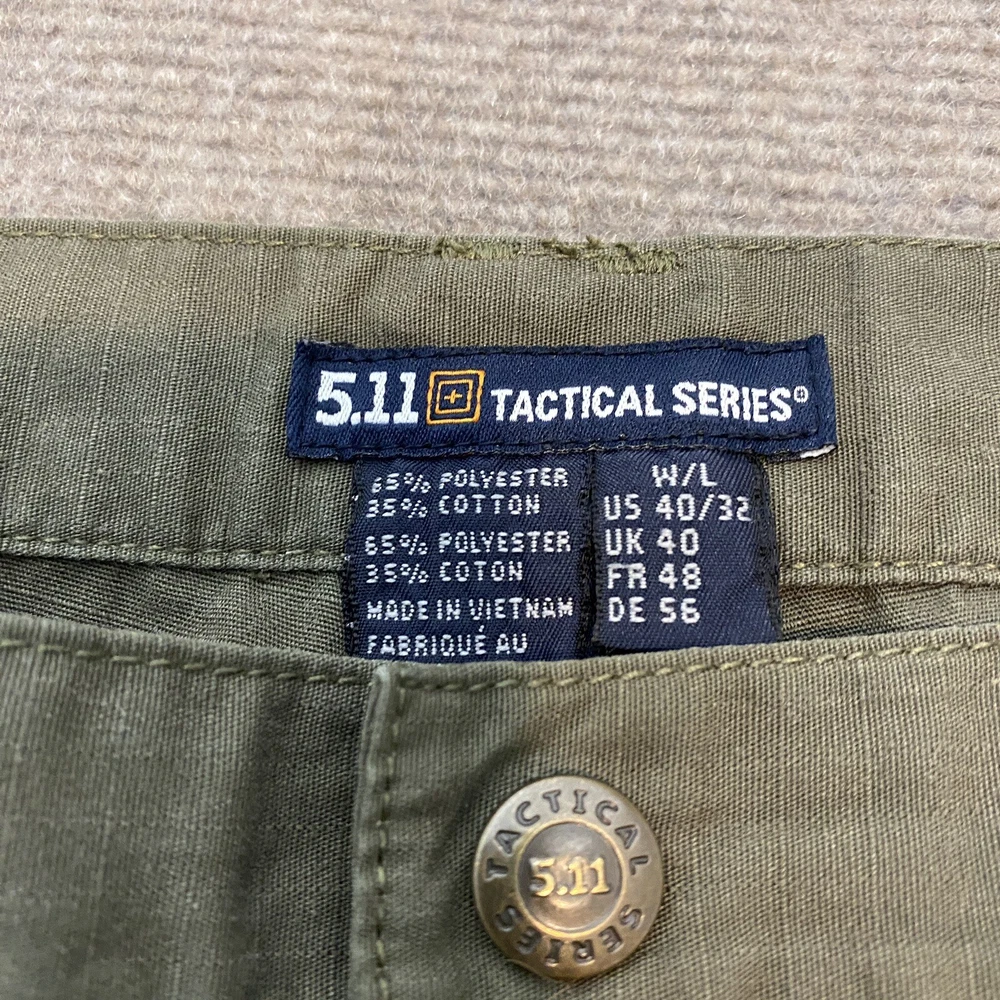 5.11 TACTICAL SERIES®
65% POLYESTER
35% COTTON
65% POLYESTER
35% COTON
MADE IN VIETNAM
FABRIQUÉ AU
W/L
US 40/32
UK 40
FR 48
DE 56
TACTICAL
5.11
SERIES